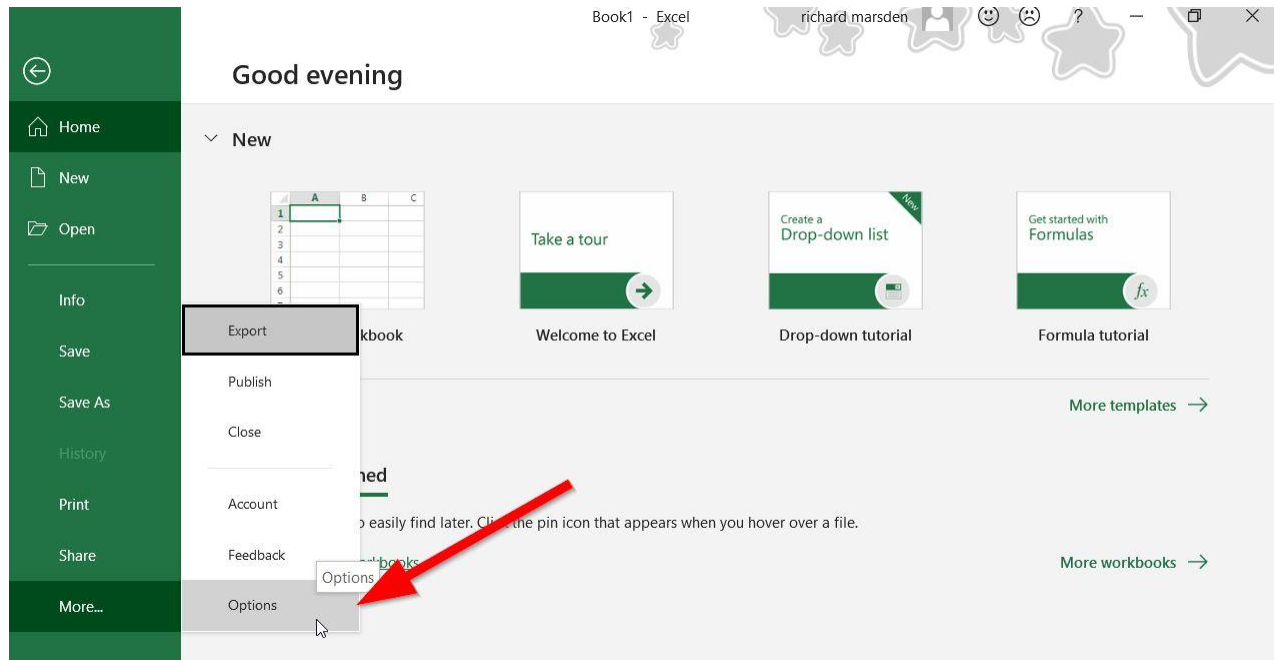 Book1 - Excel
richard marsden
?
Good evening
Home
New
New
Open
A B C
1
2
3
4
5
6
Take a tour
Create a
Drop-down list
New
Get started with
Formulas
fx
kbook
Welcome to Excel
Drop-down tutorial
Formula tutorial
Info
Save
Save As
History
Print
Share
More...
Export
Publish
Close
Account
Feedback
Options
Options
More templates
ned
easily find later. Click the pin icon that appears when you hover over a file.
workbooks
More workbooks